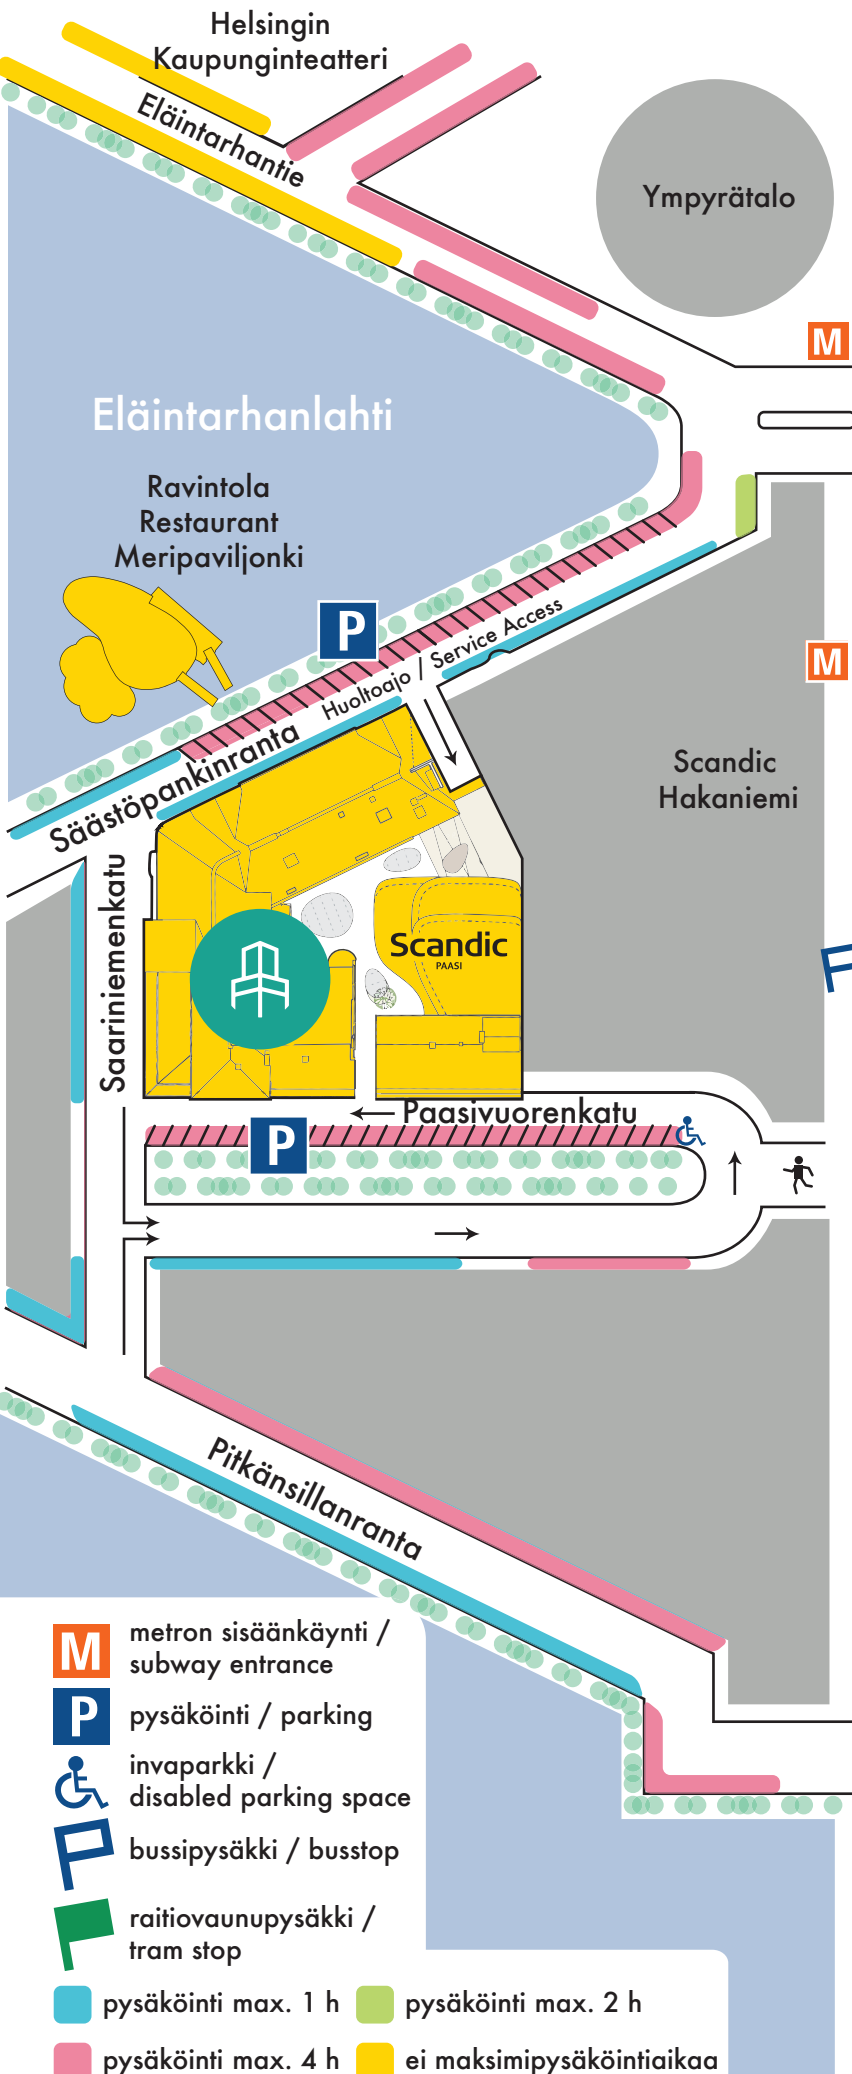 Helsingin
Kaupunginteatteri
Eläintarhantie
Ympyrätalo
M
Eläintarhanlahti
Ravintola
Restaurant
Meripaviljonki
P
Huoltoajo / Service Access
M
Säästöpankinranta
Scandic
Hakaniemi
Saariniemenkatu
Scandic
PAASI
Paasivuorenkatu
P
Pitkänsillanranta
M metron sisäänkäynti /
subway entrance
P pysäköinti / parking
invaparkki /
disabled parking space
bussipysäkki / busstop
raitiovaunupysäkki /
tram stop
pysäköinti max. 1 h
pysäköinti max. 2 h
pysäköinti max. 4 h
ei maksimipysäköintiaikaa